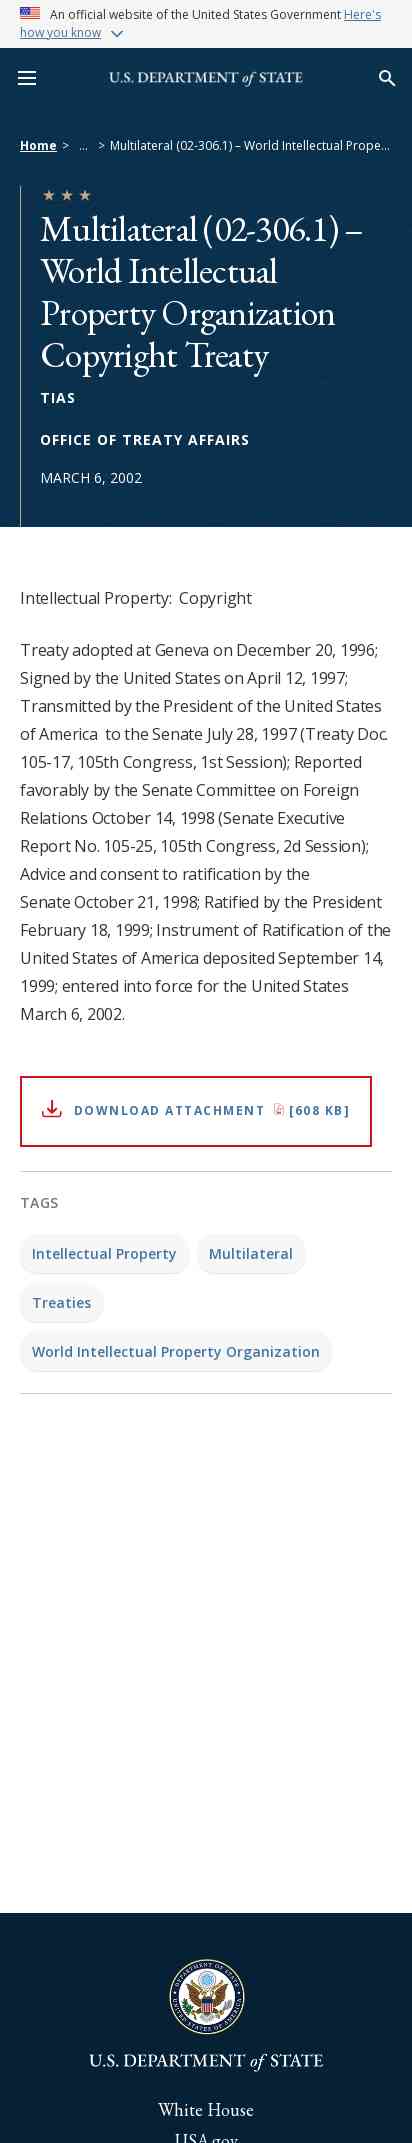 An official website of the United States Government Here's
how you know
U.S. DEPARTMENT of STATE
Home > ... > Multilateral (02-306.1) – World Intellectual Prope...
Multilateral (02-306.1) –
World Intellectual
Property Organization
Copyright Treaty
TIAS
OFFICE OF TREATY AFFAIRS
MARCH 6, 2002
Intellectual Property:  Copyright
Treaty adopted at Geneva on December 20, 1996;
Signed by the United States on April 12, 1997;
Transmitted by the President of the United States
of America  to the Senate July 28, 1997 (Treaty Doc.
105-17, 105th Congress, 1st Session); Reported
favorably by the Senate Committee on Foreign
Relations October 14, 1998 (Senate Executive
Report No. 105-25, 105th Congress, 2d Session);
Advice and consent to ratification by the
Senate October 21, 1998; Ratified by the President
February 18, 1999; Instrument of Ratification of the
United States of America deposited September 14,
1999; entered into force for the United States
March 6, 2002.
DOWNLOAD ATTACHMENT [608 KB]
TAGS
Intellectual Property Multilateral
Treaties
World Intellectual Property Organization
DEPARTMENT OF STATE
UNITED STATES OF AMERICA
U.S. DEPARTMENT of STATE
White House
USA.gov